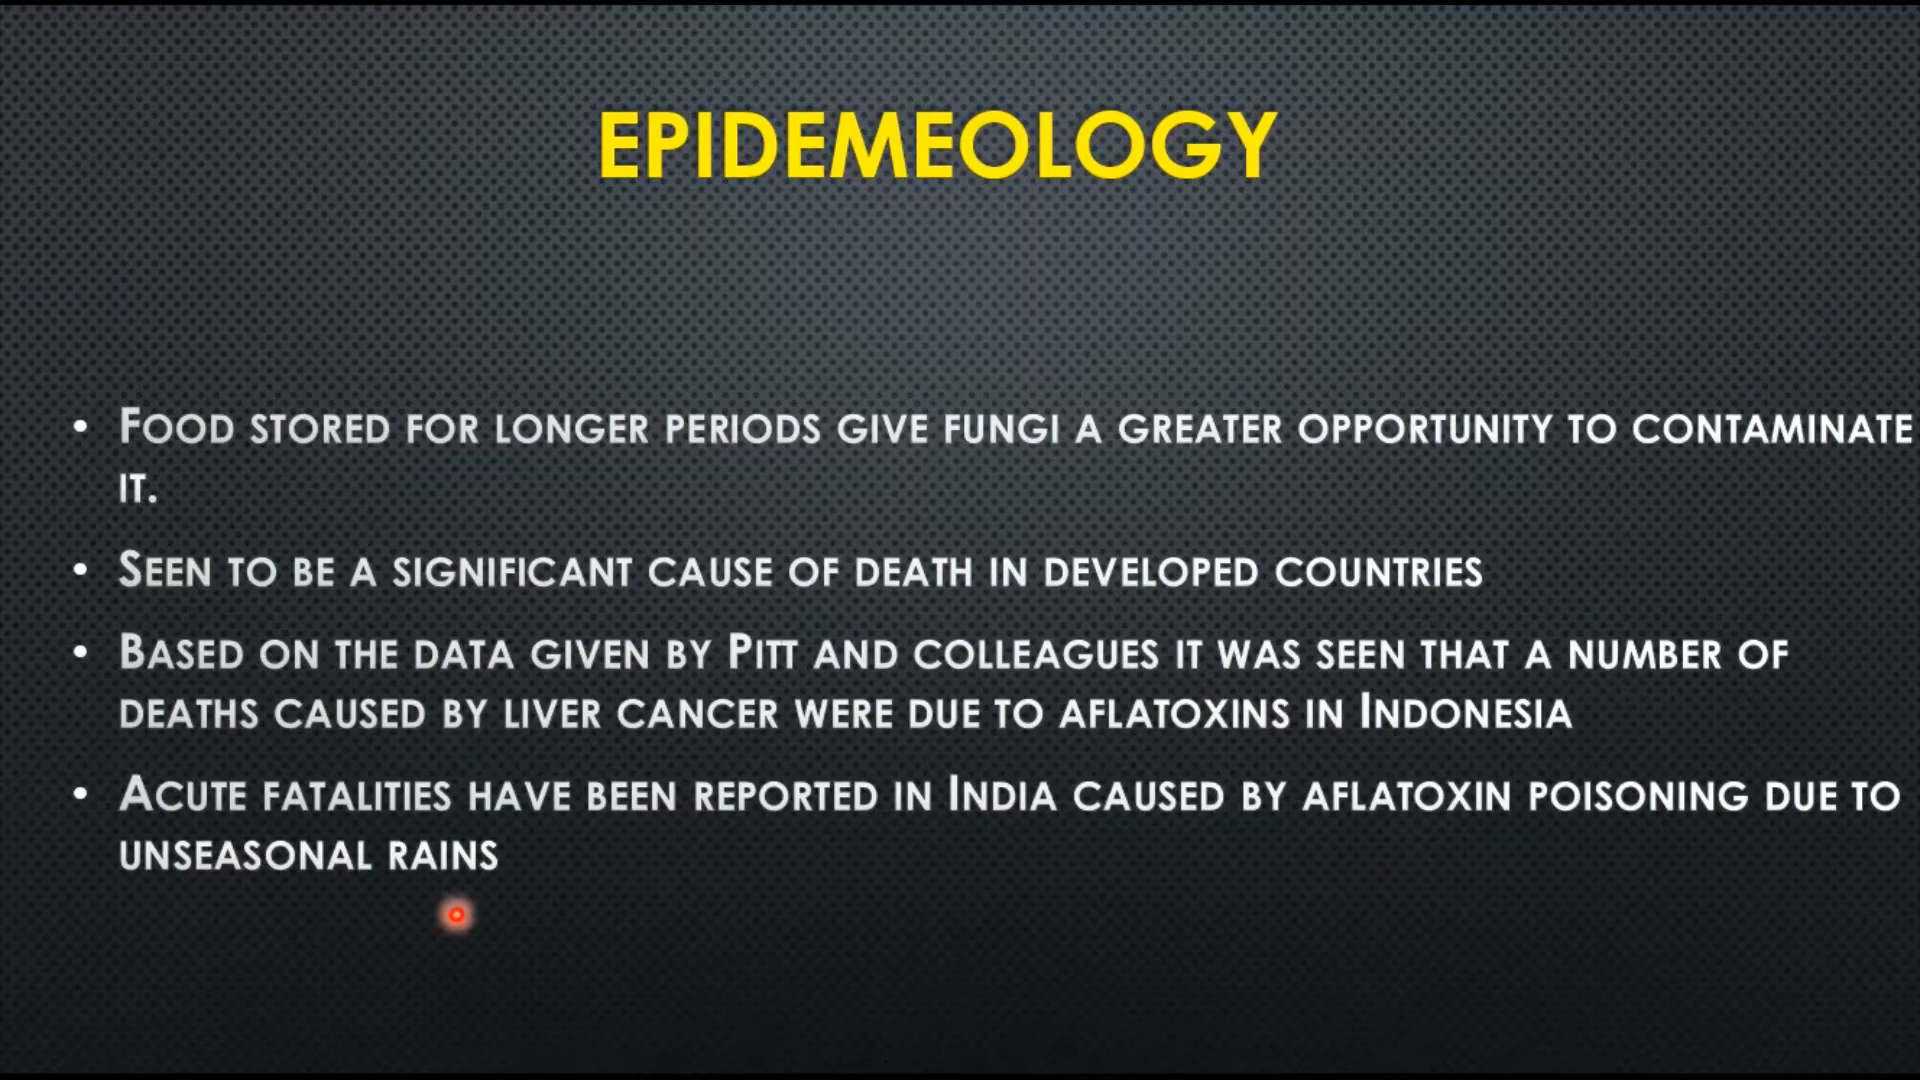 EPIDEMEOLOGY
• Food stored for longer periods give fungi a greater opportunity to contaminate
it.
• Seen to be a significant cause of death in developed countries
• Based on the data given by Pitt and colleagues it was seen that a number of
deaths caused by liver cancer were due to aflatoxins in Indonesia
• Acute fatalities have been reported in India caused by aflatoxin poisoning due to
unseasonal rains